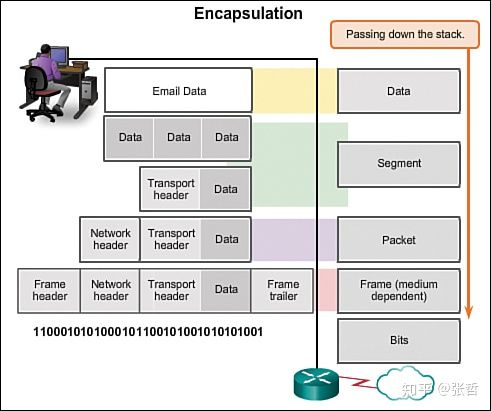 Encapsulation
Passing down the stack.
Email Data
Data
Data Data Data
Segment
Transport
header
Data
Network
header
Transport
header
Data
Packet
Frame
header
Network
header
Transport
header
Data
Frame
trailer
Frame (medium
dependent)
1100010101000101100101001010101001
Bits
知乎 @张哲